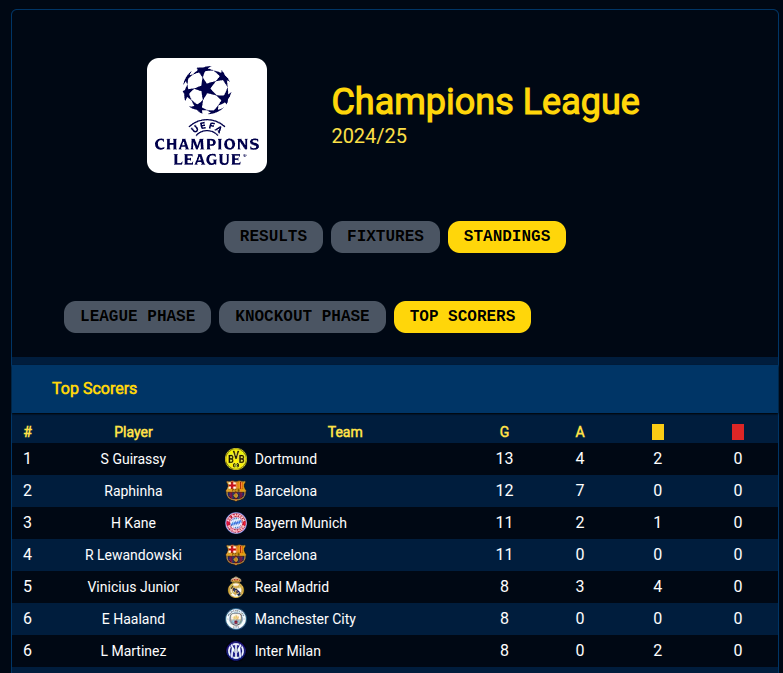 UEFA
CHAMPIONS
LEAGUE
Champions League
2024/25
RESULTS FIXTURES STANDINGS
LEAGUE PHASE KNOCKOUT PHASE TOP SCORERS
Top Scorers
# Player Team G A
1 S Guirassy BVB 09 Dortmund 13 4 2 0
2 Raphinha Barcelona 12 7 0 0
3 H Kane Bayern Munich 11 2 1 0
4 R Lewandowski Barcelona 11 0 0 0
5 Vinicius Junior Real Madrid 8 3 4 0
6 E Haaland Manchester City 8 0 0 0
6 L Martinez Inter Milan 8 0 2 0